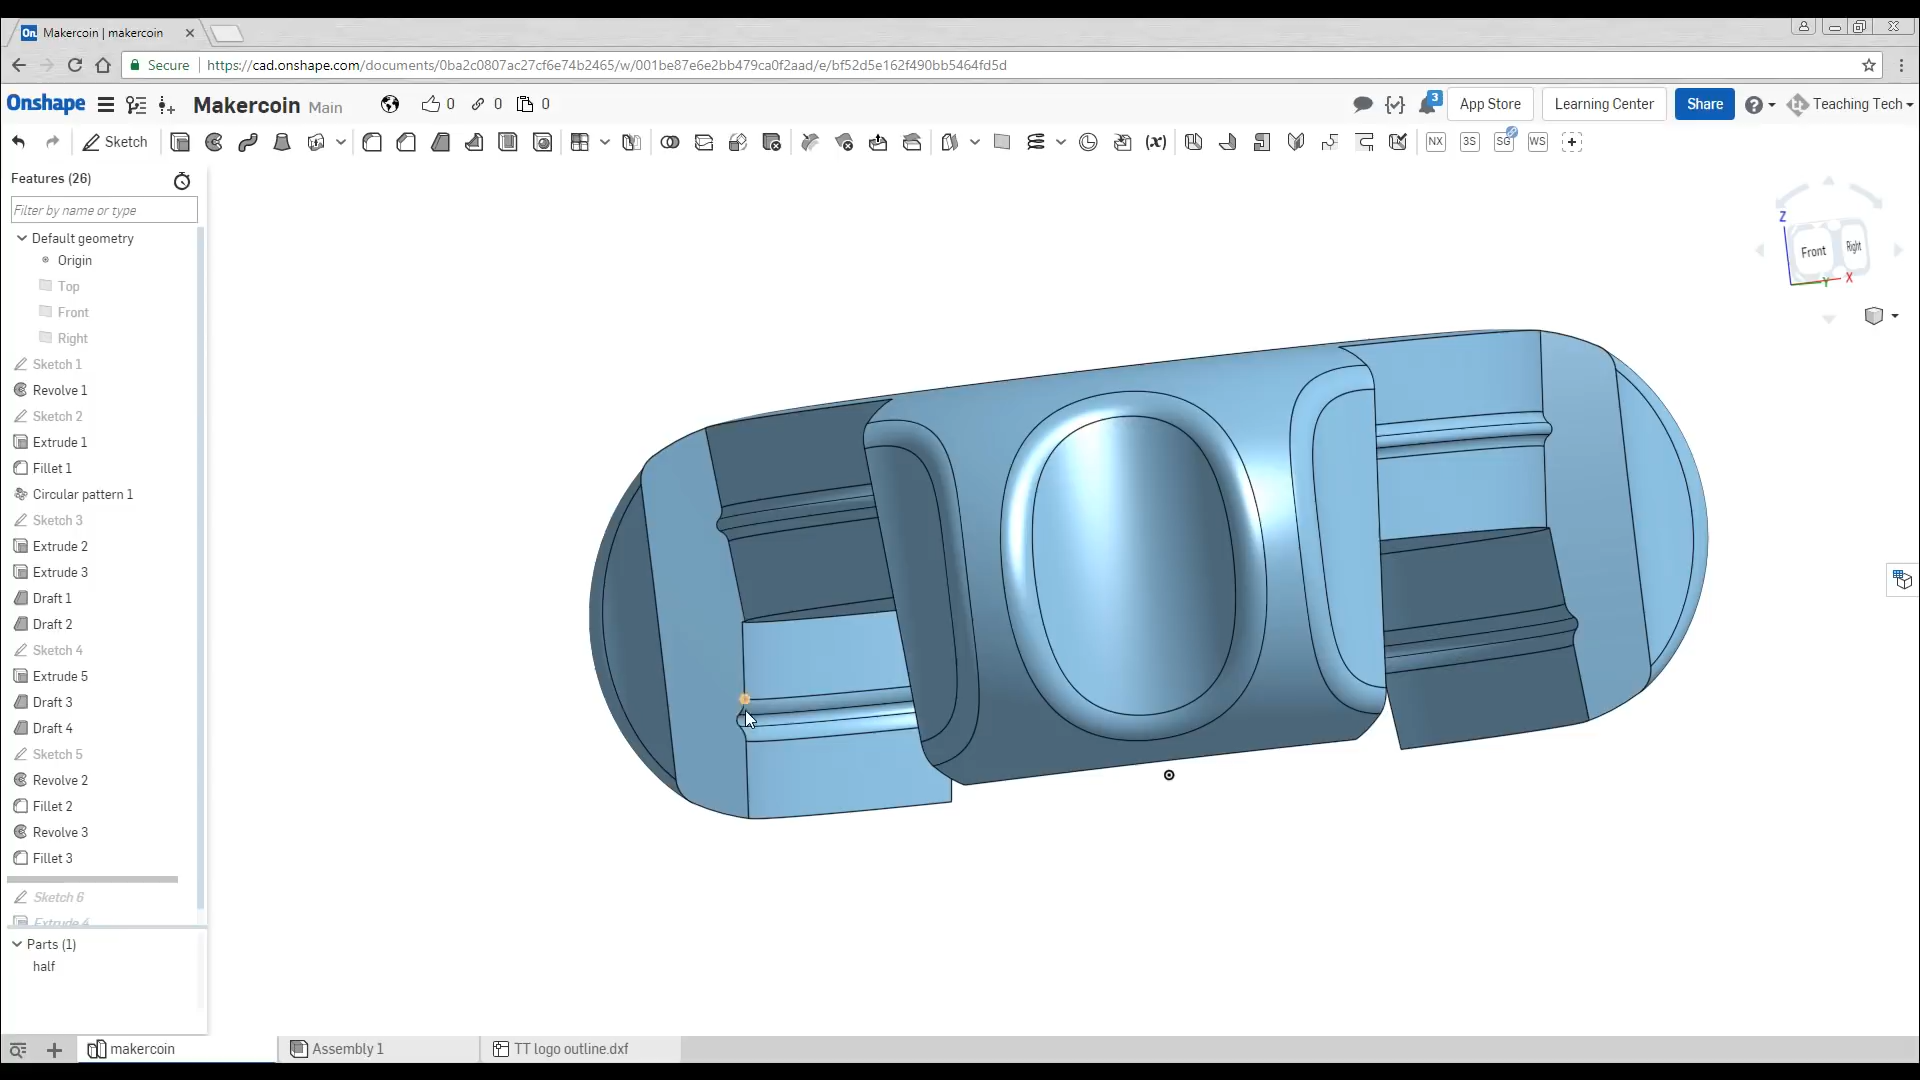 Makercoin | makercoin
Secure https://cad.onshape.com/documents/0ba2c0807ac27cf6e74b2465/w/001be87e6e2bb479ca0f2aad/e/bf52d5e162f490bb5464fd5d
Onshape Makercoin Main 0 0 0 3 App Store Learning Center Share Teaching Tech
Sketch (x) NX 3S SG WS
Features (26)
Filter by name or type
Default geometry
Origin
Top
Front
Right
Sketch 1
Revolve 1
Sketch 2
Extrude 1
Fillet 1
Circular pattern 1
Sketch 3
Extrude 2
Extrude 3
Draft 1
Draft 2
Sketch 4
Extrude 5
Draft 3
Draft 4
Sketch 5
Revolve 2
Fillet 2
Revolve 3
Fillet 3
Sketch 6
Extrude 4
Parts (1)
half
Z
Front Right
Y X
makercoin Assembly 1 TT logo outline.dxf